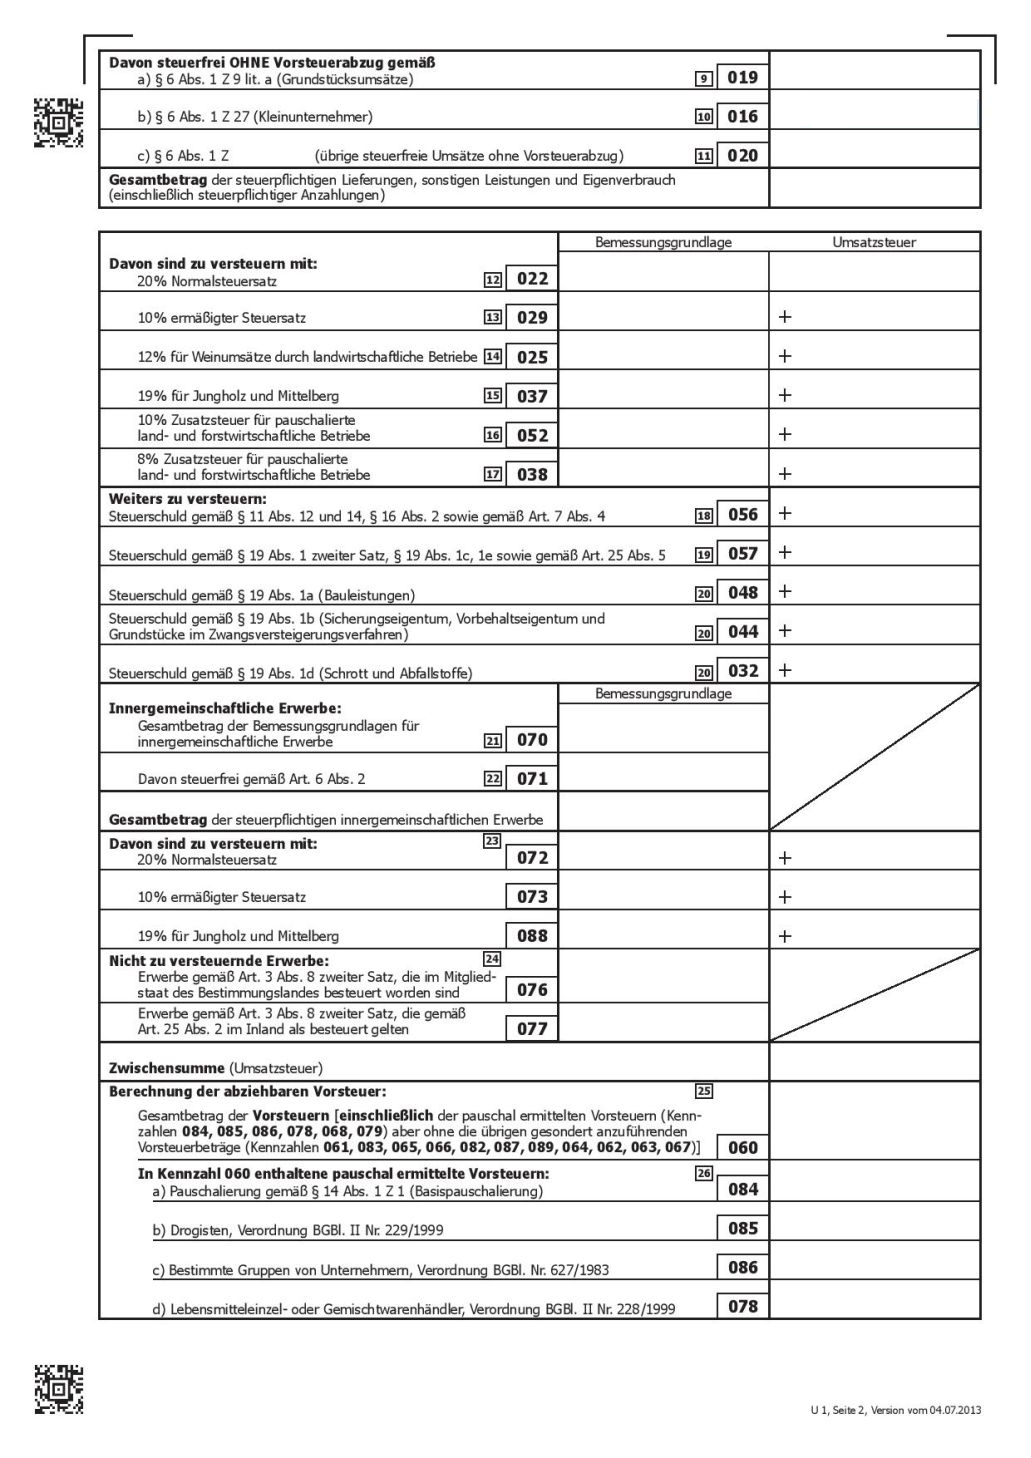 Davon steuerfrei OHNE Vorsteuerabzug gemäß
a) § 6 Abs. 1 Z 9 lit. a (Grundstücksumsätze) 9 019
b) § 6 Abs. 1 Z 27 (Kleinunternehmer) 10 016
c) § 6 Abs. 1 Z (übrige steuerfreie Umsätze ohne Vorsteuerabzug) 11 020
Gesamtbetrag der steuerpflichtigen Lieferungen, sonstigen Leistungen und Eigenverbrauch
(einschließlich steuerpflichtiger Anzahlungen)
Bemessungsgrundlage Umsatzsteuer
Davon sind zu versteuern mit:
20% Normalsteuersatz 12 022
10% ermäßigter Steuersatz 13 029 +
12% für Weinumsätze durch landwirtschaftliche Betriebe 14 025 +
19% für Jungholz und Mittelberg 15 037 +
10% Zusatzsteuer für pauschalierte
land- und forstwirtschaftliche Betriebe 16 052 +
8% Zusatzsteuer für pauschalierte
land- und forstwirtschaftliche Betriebe 17 038 +
Weiters zu versteuern:
Steuerschuld gemäß § 11 Abs. 12 und 14, § 16 Abs. 2 sowie gemäß Art. 7 Abs. 4 18 056 +
Steuerschuld gemäß § 19 Abs. 1 zweiter Satz, § 19 Abs. 1c, 1e sowie gemäß Art. 25 Abs. 5 19 057 +
Steuerschuld gemäß § 19 Abs. 1a (Bauleistungen) 20 048 +
Steuerschuld gemäß § 19 Abs. 1b (Sicherungseigentum, Vorbehaltseigentum und
Grundstücke im Zwangsversteigerungsverfahren) 20 044 +
Steuerschuld gemäß § 19 Abs. 1d (Schrott und Abfallstoffe) 20 032 +
Bemessungsgrundlage
Innergemeinschaftliche Erwerbe:
Gesamtbetrag der Bemessungsgrundlagen für
innergemeinschaftliche Erwerbe 21 070
Davon steuerfrei gemäß Art. 6 Abs. 2 22 071
Gesamtbetrag der steuerpflichtigen innergemeinschaftlichen Erwerbe
Davon sind zu versteuern mit: 23
20% Normalsteuersatz 072 +
10% ermäßigter Steuersatz 073 +
19% für Jungholz und Mittelberg 088 +
Nicht zu versteuernde Erwerbe: 24
Erwerbe gemäß Art. 3 Abs. 8 zweiter Satz, die im Mitglied-
staat des Bestimmungslandes besteuert worden sind 076
Erwerbe gemäß Art. 3 Abs. 8 zweiter Satz, die gemäß
Art. 25 Abs. 2 im Inland als besteuert gelten 077
Zwischensumme (Umsatzsteuer)
Berechnung der abziehbaren Vorsteuer: 25
Gesamtbetrag der Vorsteuern [einschließlich der pauschal ermittelten Vorsteuern (Kenn-
zahlen 084, 085, 086, 078, 068, 079) aber ohne die übrigen gesondert anzuführenden
Vorsteuerbeträge (Kennzahlen 061, 083, 065, 066, 082, 087, 089, 064, 062, 063, 067)] 060
In Kennzahl 060 enthaltene pauschal ermittelte Vorsteuern: 26
a) Pauschalierung gemäß § 14 Abs. 1 Z 1 (Basispauschalierung) 084
b) Drogisten, Verordnung BGBl. II Nr. 229/1999 085
c) Bestimmte Gruppen von Unternehmern, Verordnung BGBl. Nr. 627/1983 086
d) Lebensmitteleinzel- oder Gemischtwarenhändler, Verordnung BGBl. II Nr. 228/1999 078
U 1, Seite 2, Version vom 04.07.2013